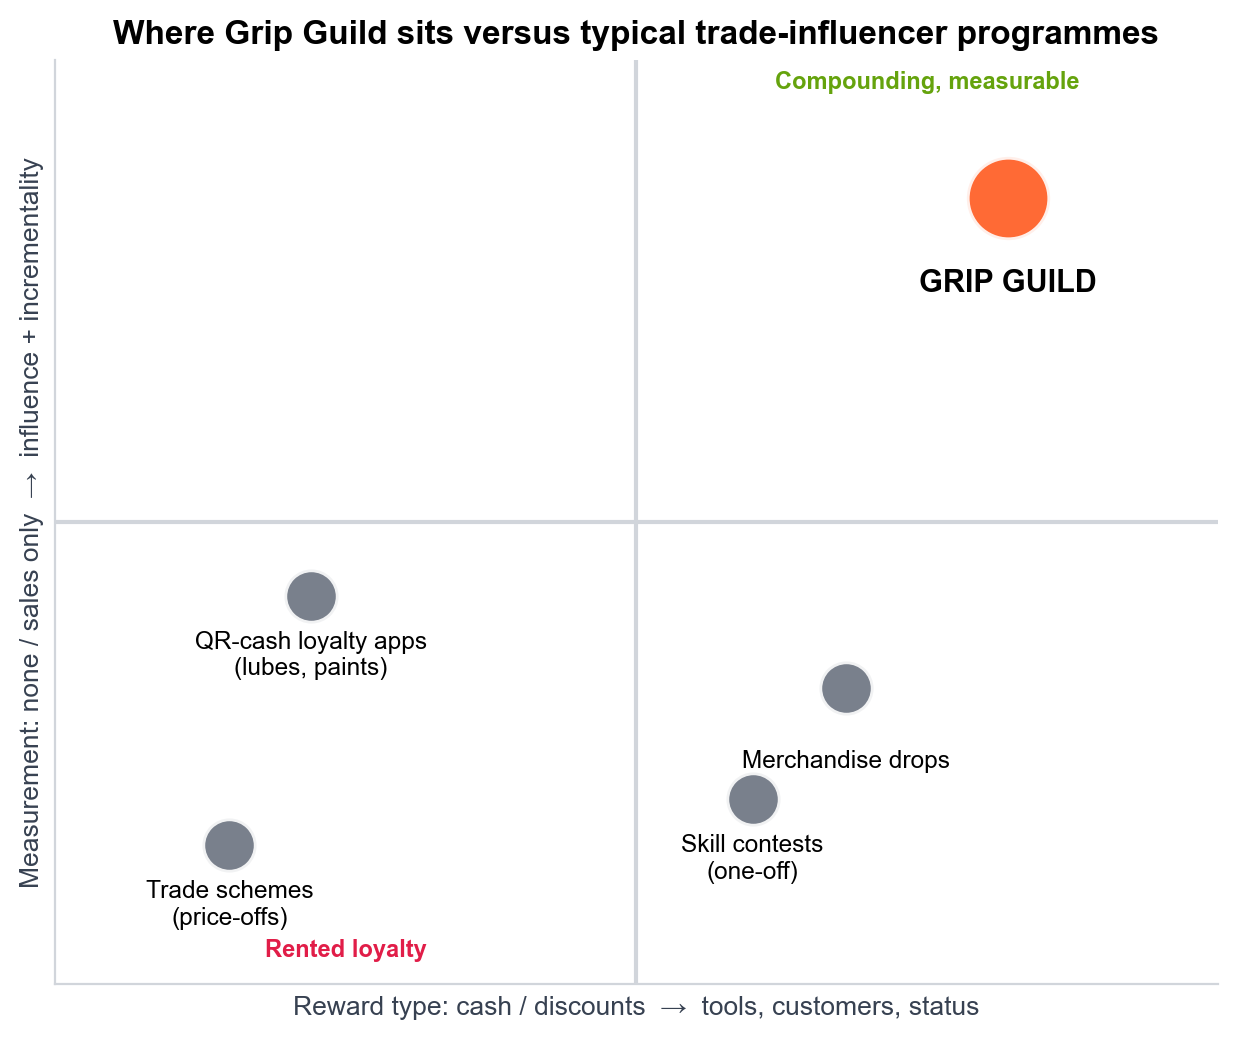 Where Grip Guild sits versus typical trade-influencer programmes
Compounding, measurable
GRIP GUILD
Measurement: none / sales only → influence + incrementality
QR-cash loyalty apps
(lubes, paints)
Merchandise drops
Skill contests
(one-off)
Trade schemes
(price-offs)
Rented loyalty
Reward type: cash / discounts → tools, customers, status